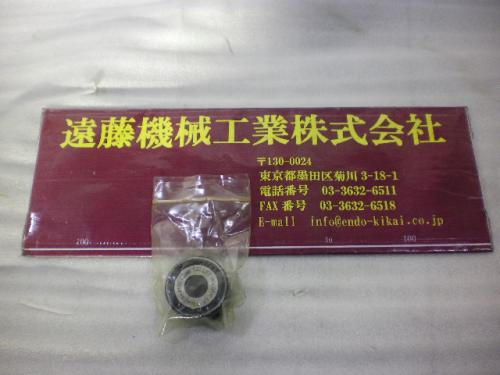 遠藤機械工業株式会社
〒130-0024
東京都墨田区菊川 3-18-1
電話番号 03-3632-6511
FAX 番号 03-3632-6518
E-mail info@endo-kikai.co.jp